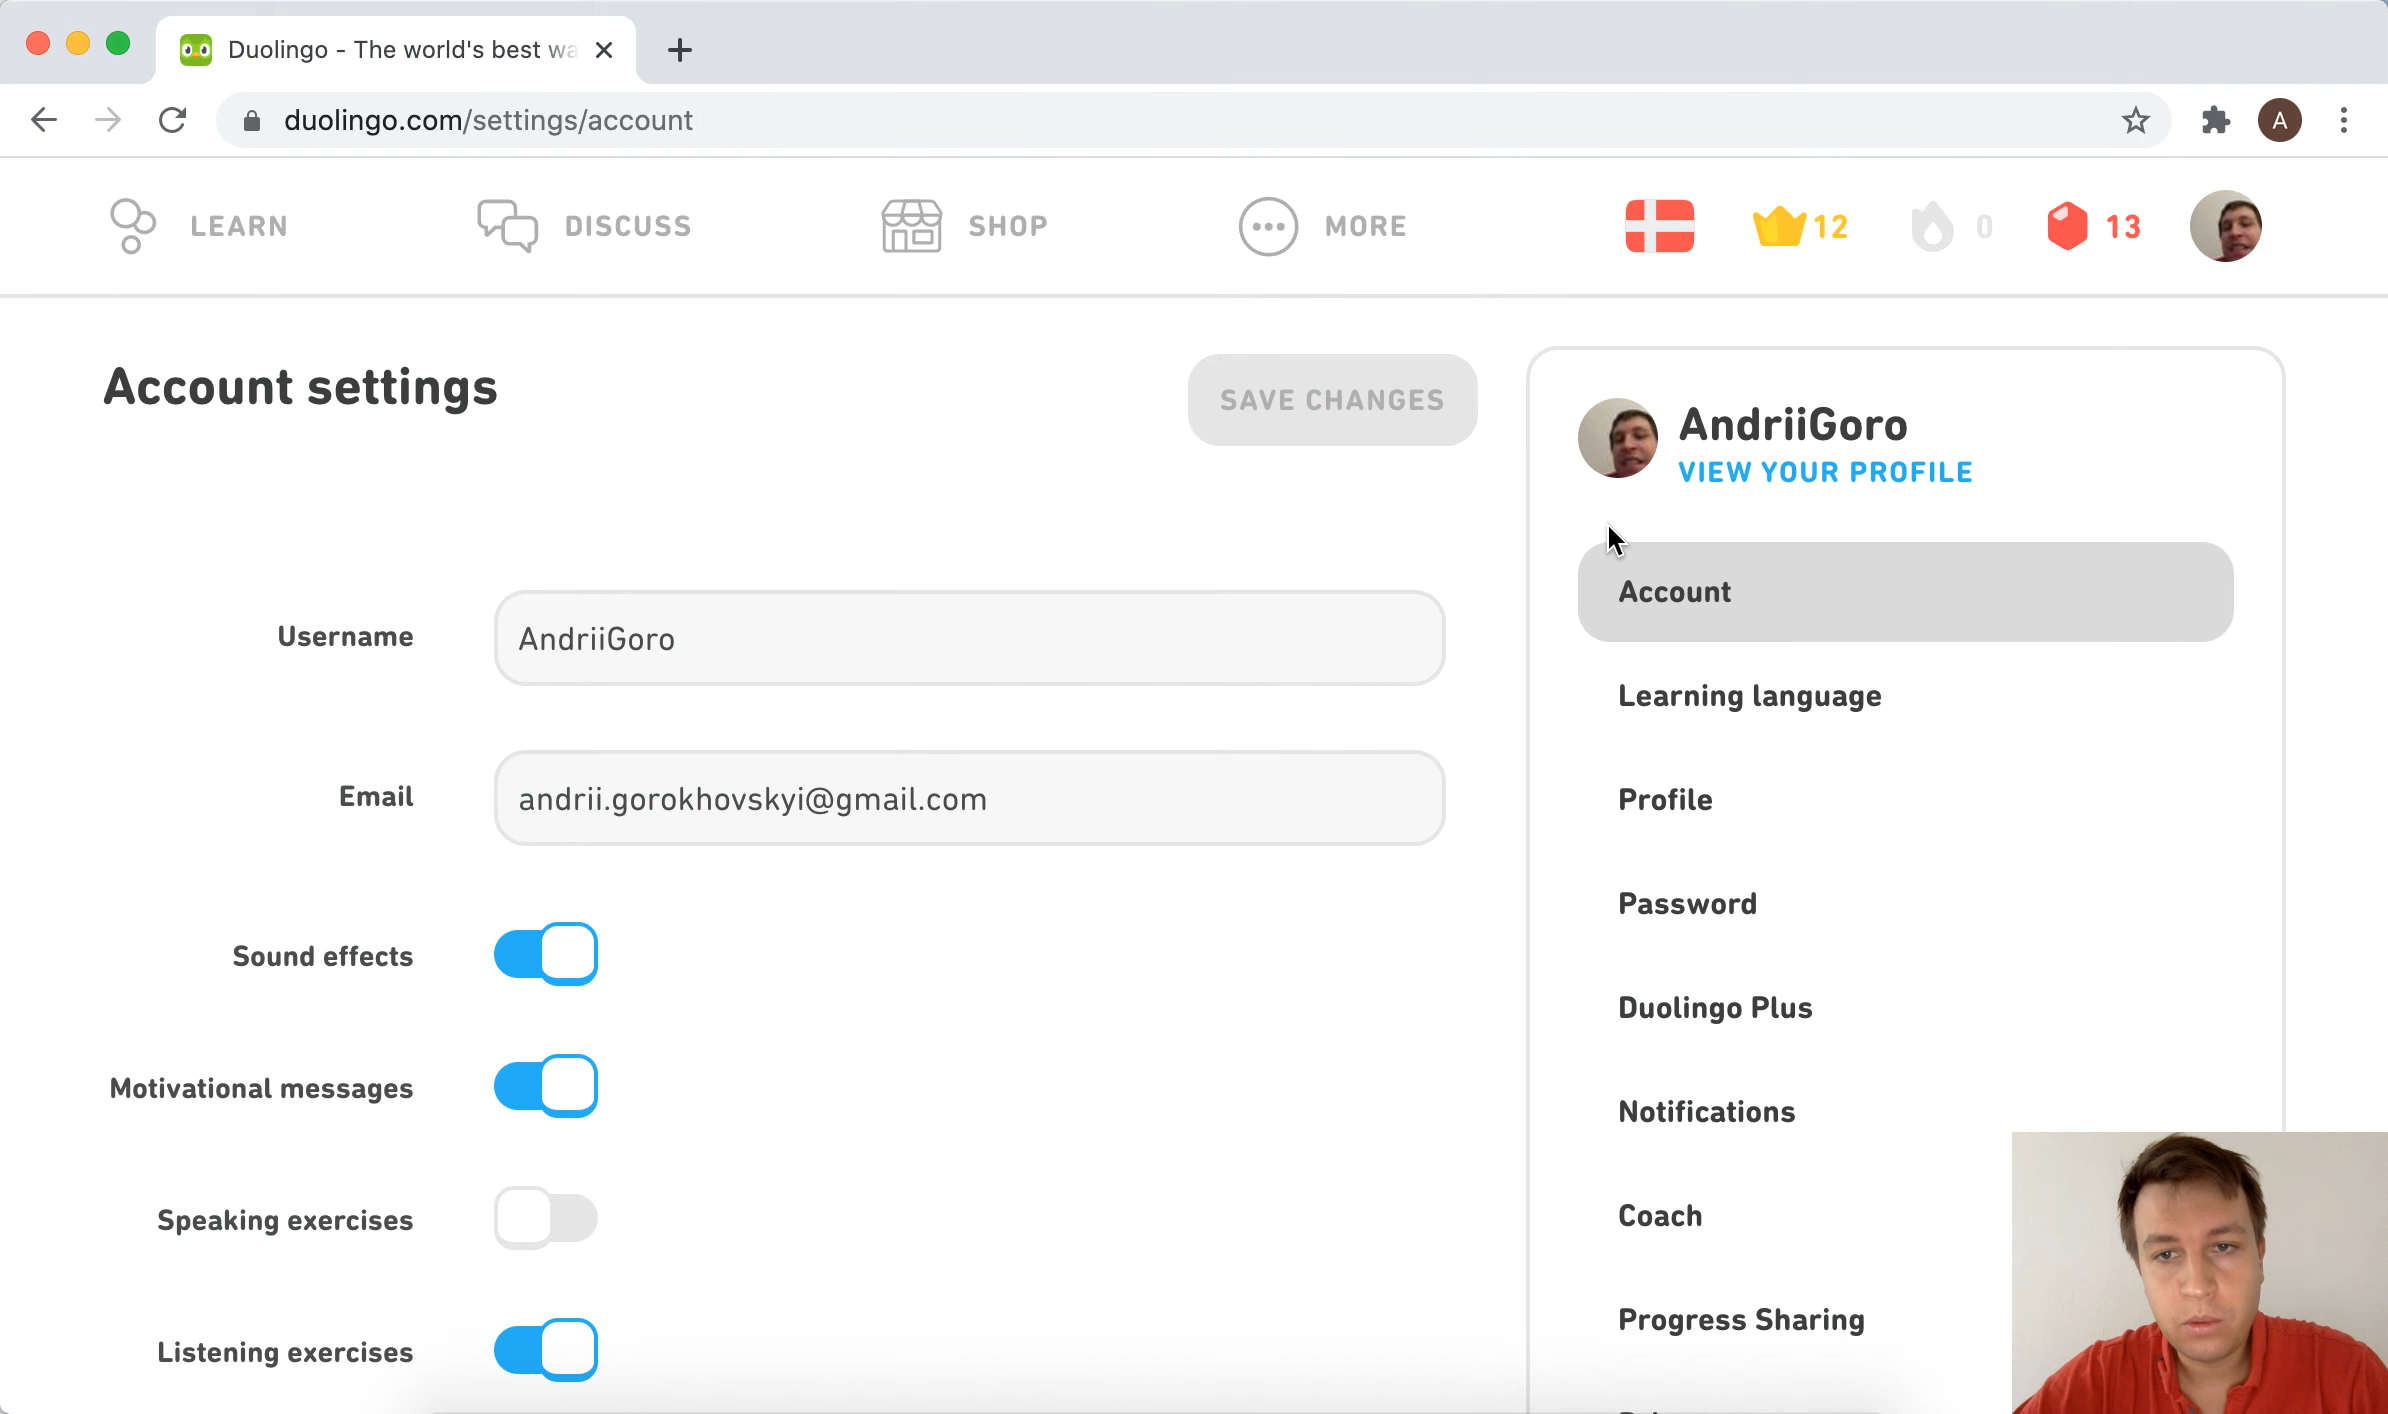 Duolingo - The world's best wa
duolingo.com/settings/account
A
LEARN
DISCUSS
SHOP
MORE
12
0
13
Account settings
SAVE CHANGES
AndriiGoro
VIEW YOUR PROFILE
Account
Username
AndriiGoro
Learning language
Email
andrii.gorokhovskyi@gmail.com
Profile
Password
Sound effects
Duolingo Plus
Motivational messages
Notifications
Speaking exercises
Coach
Listening exercises
Progress Sharing